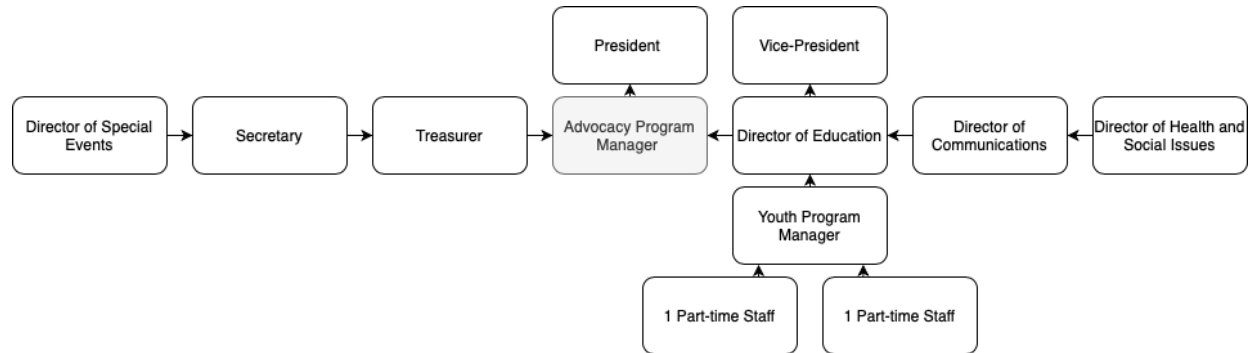 President
Vice-President
Director of Special
Events
Secretary
Treasurer
Advocacy Program
Manager
Director of Education
Director of
Communications
Director of Health and
Social Issues
Youth Program
Manager
1 Part-time Staff
1 Part-time Staff